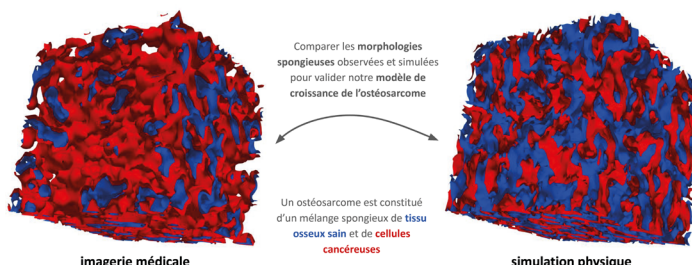 Comparer les morphologies
spongieuses observées et simulées
pour valider notre modèle de
croissance de l'ostéosarcome
Un ostéosarcome est constitué
d'un mélange spongieux de tissu
osseux sain et de cellules
cancéreuses
imagerie médicale
simulation physique